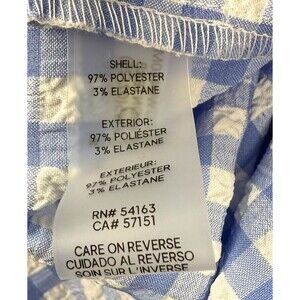 SHELL:
97% POLYESTER
3% ELASTANE
EXTERIOR:
97% POLIÉSTER
3% ELASTANE
EXTERIEUR:
97% POLYESTER
3% ELASTANE
RN# 54163
CA# 57151
CARE ON REVERSE
CUIDADO AL REVERSO
SOIN SUR L'INVERSE